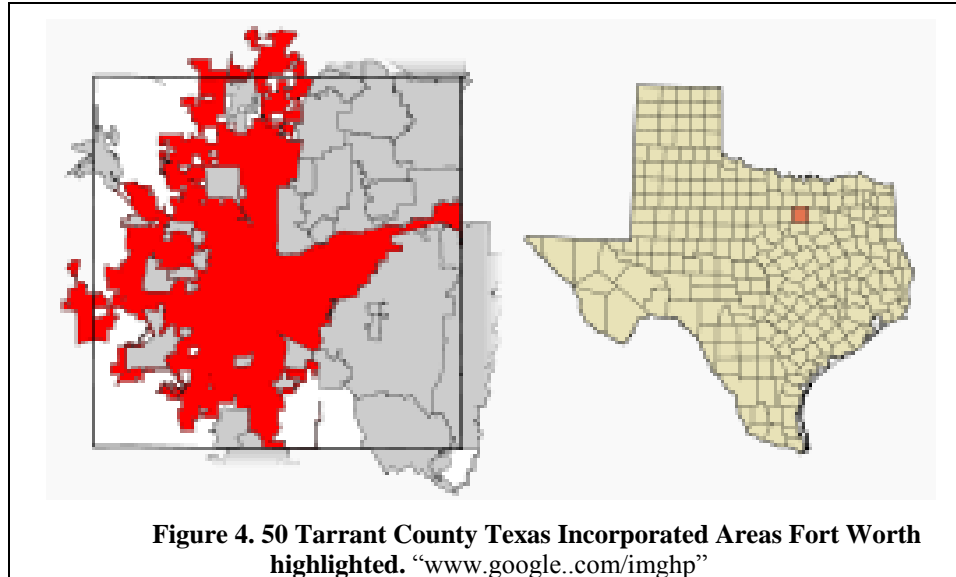 Figure 4. 50 Tarrant County Texas Incorporated Areas Fort Worth
highlighted. “www.google..com/imghp”